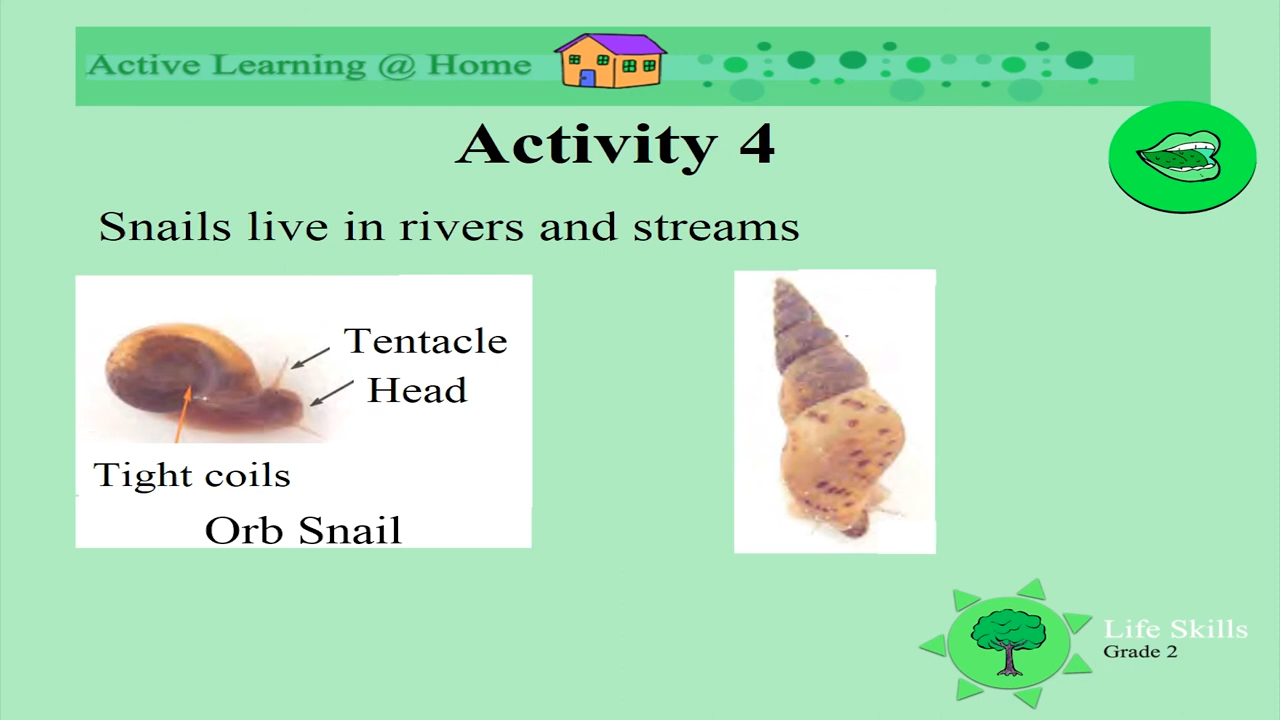 Active Learning @ Home
Activity 4
Snails live in rivers and streams
Tentacle
Head
Tight coils
Orb Snail
Life Skills
Grade 2